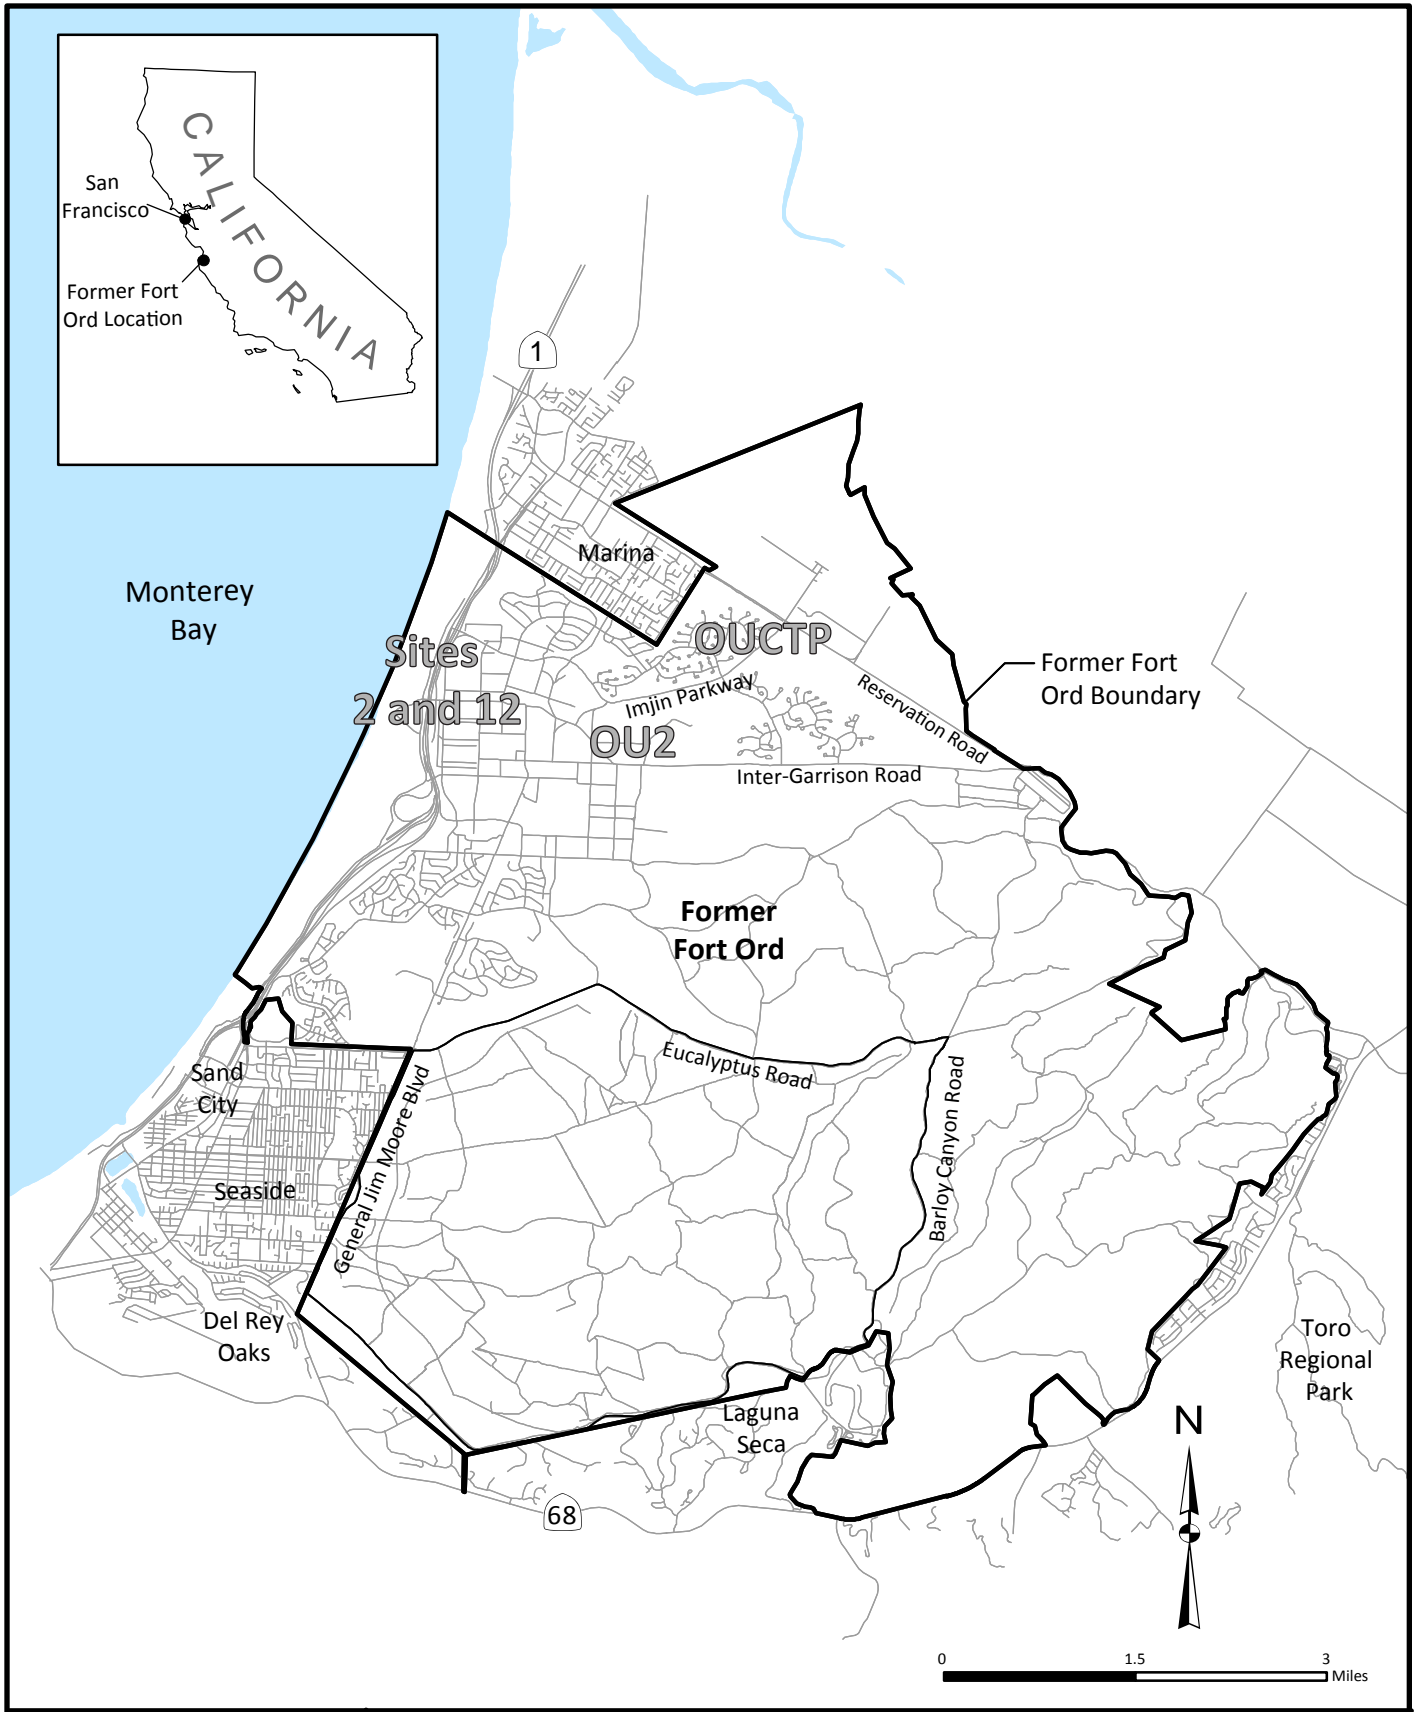 CALIFORNIA
San
Francisco
Former Fort
Ord Location
1
Marina
Monterey
Bay
Sites
2 and 12
OUCTP
Imjin Parkway
OU2
Reservation Road
Former Fort
Ord Boundary
Inter-Garrison Road
Former
Fort Ord
Eucalyptus Road
Sand
City
General Jim Moore Blvd
Barloy Canyon Road
Seaside
Del Rey
Oaks
Toro
Regional
Park
Laguna
Seca
N
68
0 1.5 3
Miles